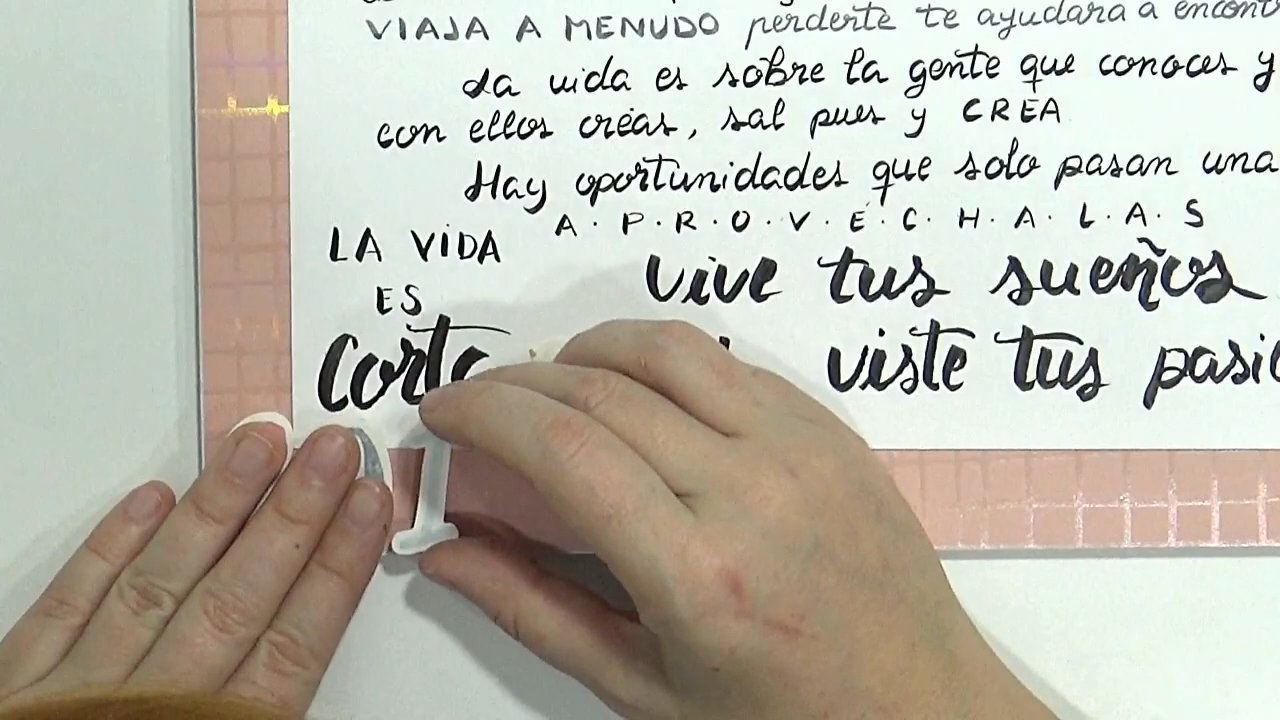 VIAJA A MENUDO perderte te ayudara a
La vida es sobre la gente que conoces y
con ellos creas, sal pues y CREA
Hay oportunidades que solo pasan una
A · P · R · O · V · E · C · H · A · L · A · S
LA ViDA
ES
vive tus sueños
viste tus